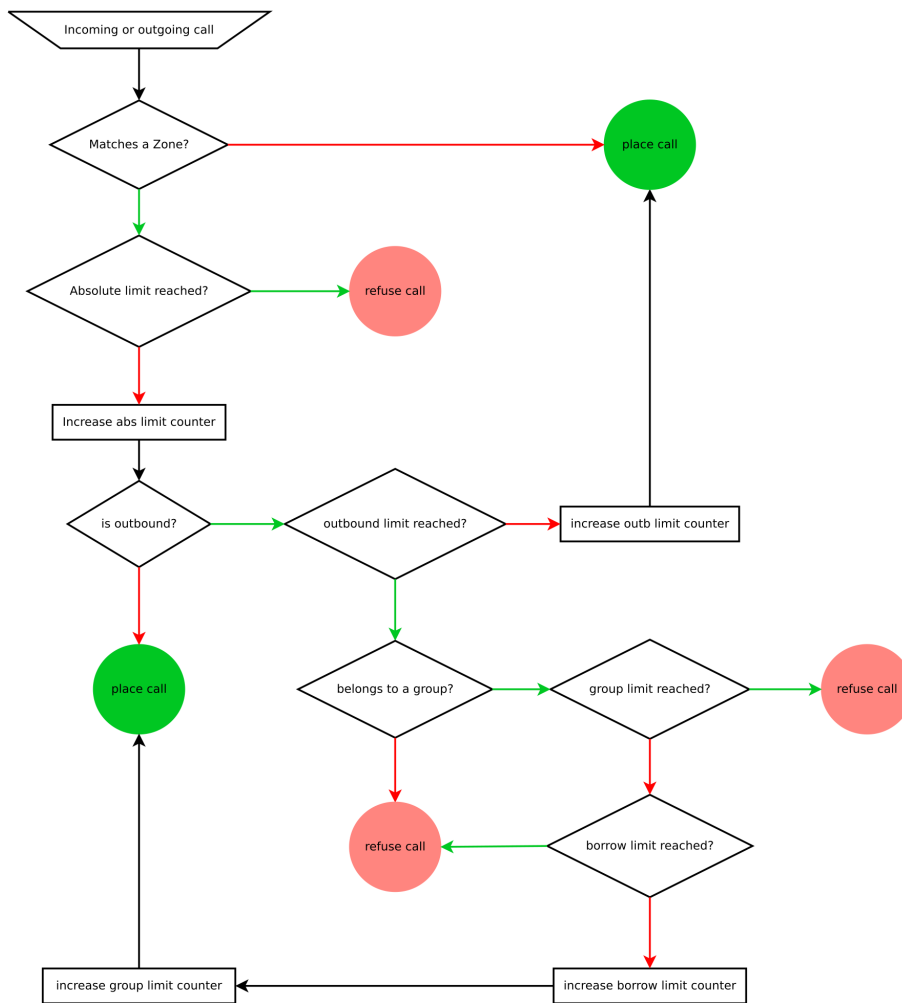 Incoming or outgoing call
Matches a Zone?
place call
Absolute limit reached?
refuse call
Increase abs limit counter
is outbound?
outbound limit reached?
increase outb limit counter
place call
belongs to a group?
group limit reached?
refuse call
refuse call
borrow limit reached?
increase group limit counter
increase borrow limit counter